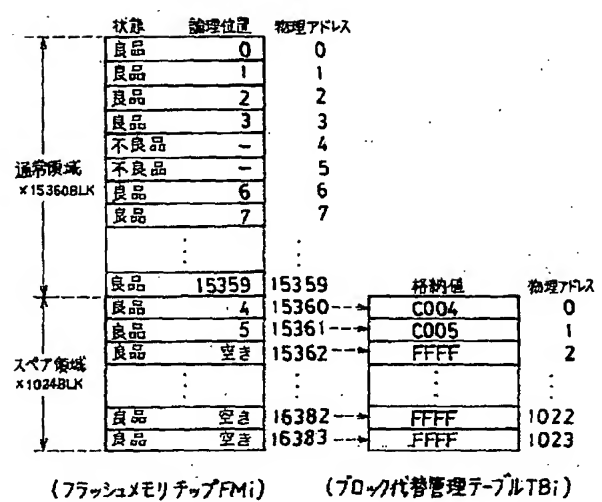 状態 論理位置 物理アドレス
良品 0 0
良品 1 1
良品 2 2
良品 3 3
不良品 − 4
不良品 − 5
良品 6 6
良品 7 7
通常領域
×15360BLK
良品 15359 15359 格納値 物理アドレス
良品 4 15360 C004 0
良品 5 15361 C005 1
良品 空き 15362 FFFF 2
スペア領域
×1024BLK
良品 空き 16382 FFFF 1022
良品 空き 16383 FFFF 1023
(フラッシュメモリチップFMi) (ブロック代替管理テーブルTBi)